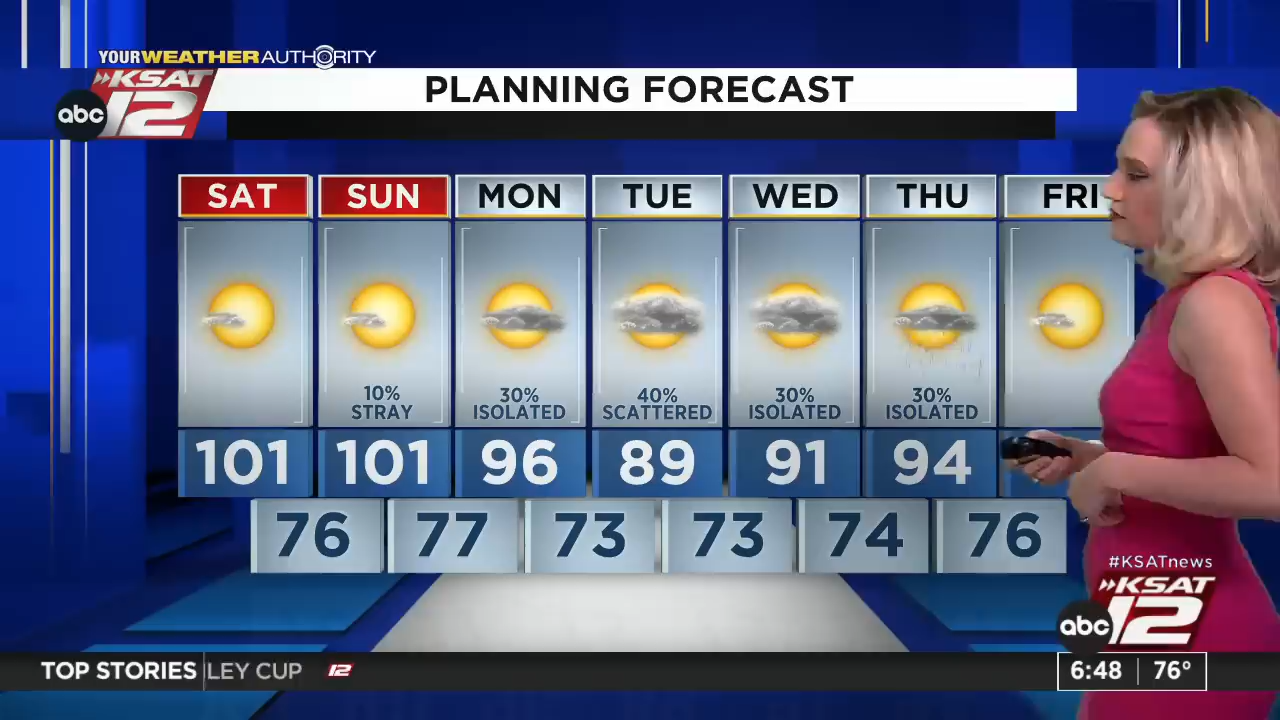 YOURWEATHERAUTHORITY
KSAT
abc 12
PLANNING FORECAST
SAT SUN MON TUE WED THU FRI
10% 30% 40% 30% 30%
STRAY ISOLATED SCATTERED ISOLATED ISOLATED
101 101 96 89 91 94
76 77 73 73 74 76
#KSATnews
KSAT
abc 12
TOP STORIES LEY CUP 12 6:48 76°